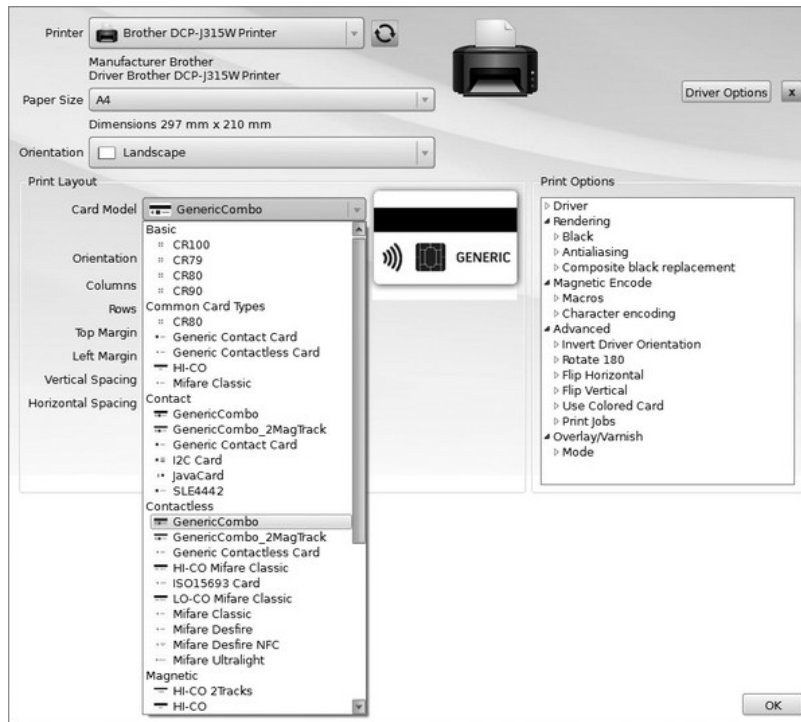 Printer
Brother DCP-J315W Printer
Manufacturer Brother
Driver Brother DCP-J315W Printer
Driver Options
x
Paper Size
A4
Dimensions 297 mm x 210 mm
Orientation
Landscape
Print Layout
Card Model
GenericCombo
Orientation
Columns
Rows
Top Margin
Left Margin
Vertical Spacing
Horizontal Spacing
Basic
CR100
CR79
CR80
CR90
Common Card Types
CR80
Generic Contact Card
Generic Contactless Card
HI-CO
Mifare Classic
Contact
GenericCombo
GenericCombo_2MagTrack
Generic Contact Card
I2C Card
JavaCard
SLE4442
Contactless
GenericCombo
GenericCombo_2MagTrack
Generic Contactless Card
HI-CO Mifare Classic
ISO15693 Card
LO-CO Mifare Classic
Mifare Classic
Mifare Desfire
Mifare Desfire NFC
Mifare Ultralight
Magnetic
HI-CO 2Tracks
HI-CO
GENERIC
Print Options
Driver
Rendering
Black
Antialiasing
Composite black replacement
Magnetic Encode
Macros
Character encoding
Advanced
Invert Driver Orientation
Rotate 180
Flip Horizontal
Flip Vertical
Use Colored Card
Print Jobs
Overlay/Varnish
Mode
OK